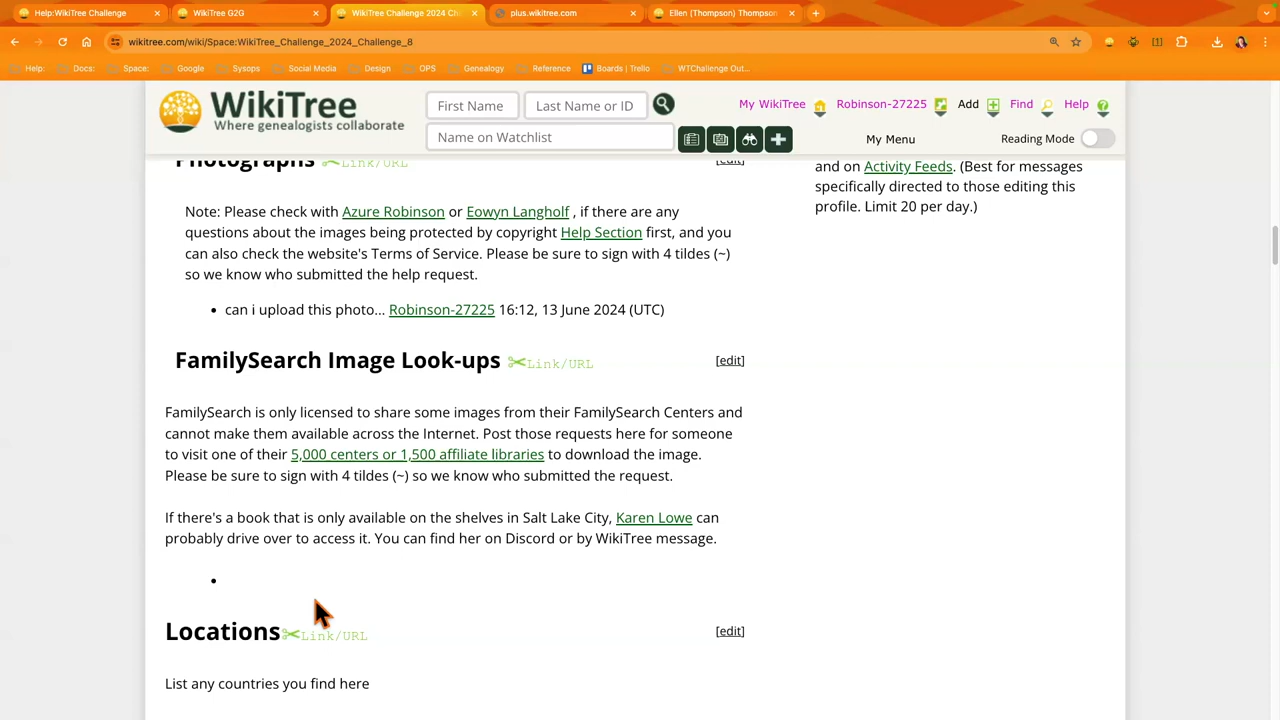 Help:WikiTree Challenge
WikiTree G2G
WikiTree Challenge 2024 Ch
plus.wikitree.com
Ellen (Thompson) Thompson
wikitree.com/wiki/Space:WikiTree_Challenge_2024_Challenge_8
Help:
Docs:
Space:
Google
Sysops
Social Media
Design
OPS
Genealogy
Reference
Boards | Trello
WTChallenge Out...
WikiTree
Where genealogists collaborate
First Name
Last Name or ID
Name on Watchlist
My WikiTree
Robinson-27225
Add
Find
Help
My Menu
Reading Mode
Photographs Link/URL
[edit]
Note: Please check with Azure Robinson or Eowyn Langholf , if there are any
questions about the images being protected by copyright Help Section first, and you
can also check the website's Terms of Service. Please be sure to sign with 4 tildes (~)
so we know who submitted the help request.
• can i upload this photo... Robinson-27225 16:12, 13 June 2024 (UTC)
FamilySearch Image Look-ups Link/URL
[edit]
FamilySearch is only licensed to share some images from their FamilySearch Centers and
cannot make them available across the Internet. Post those requests here for someone
to visit one of their 5,000 centers or 1,500 affiliate libraries to download the image.
Please be sure to sign with 4 tildes (~) so we know who submitted the request.
If there's a book that is only available on the shelves in Salt Lake City, Karen Lowe can
probably drive over to access it. You can find her on Discord or by WikiTree message.
•
Locations Link/URL
[edit]
List any countries you find here
and on Activity Feeds. (Best for messages
specifically directed to those editing this
profile. Limit 20 per day.)